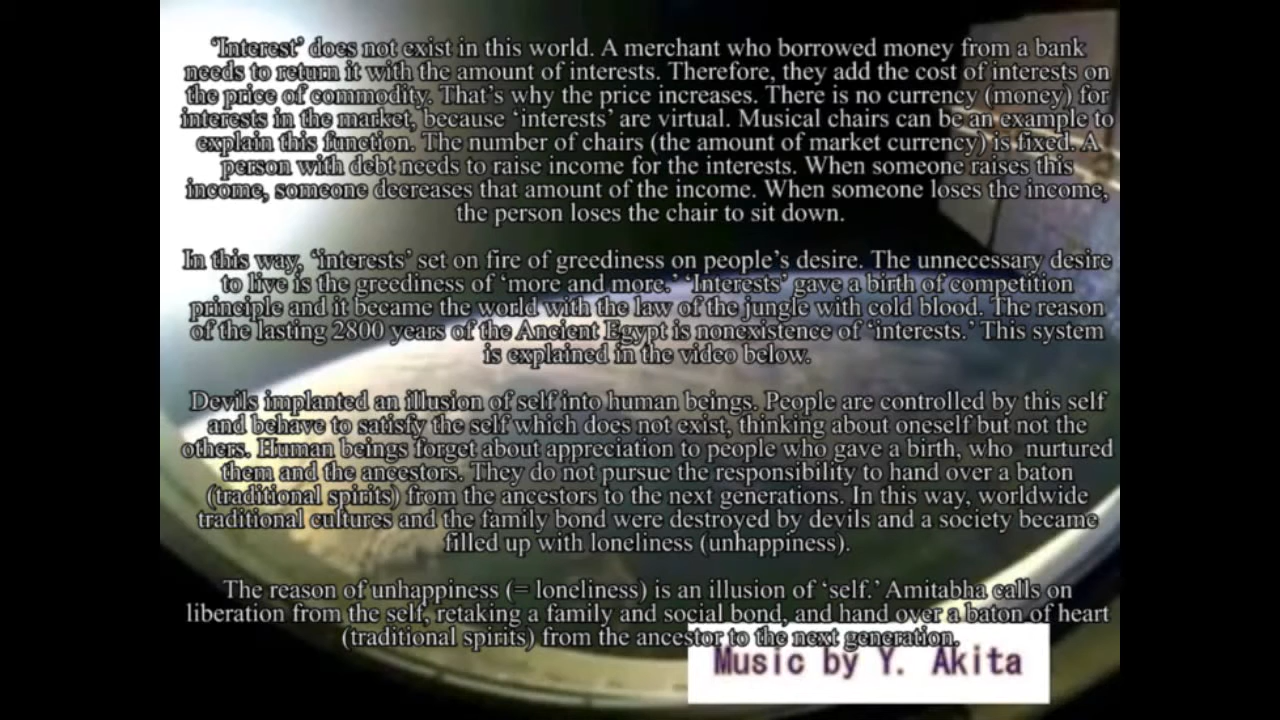 ‘Interest’ does not exist in this world. A merchant who borrowed money from a bank
needs to return it with the amount of interests. Therefore, they add the cost of interests on
the price of commodity. That’s why the price increases. There is no currency (money) for
interests in the market, because ‘interests’ are virtual. Musical chairs can be an example to
explain this function. The number of chairs (the amount of market currency) is fixed. A
person with debt needs to raise income for the interests. When someone raises this
income, someone decreases that amount of the income. When someone loses the income,
the person loses the chair to sit down.
In this way, ‘interests’ set on fire of greediness on people’s desire. The unnecessary desire
to live is the greediness of ‘more and more.’ ‘Interests’ gave a birth of competition
principle and it became the world with the law of the jungle with cold blood. The reason
of the lasting 2800 years of the Ancient Egypt is nonexistence of ‘interests.’ This system
is explained in the video below.
Devils implanted an illusion of self into human beings. People are controlled by this self
and behave to satisfy the self which does not exist, thinking about oneself but not the
others. Human beings forget about appreciation to people who gave a birth, who nurtured
them and the ancestors. They do not pursue the responsibility to hand over a baton
(traditional spirits) from the ancestors to the next generations. In this way, worldwide
traditional cultures and the family bond were destroyed by devils and a society became
filled up with loneliness (unhappiness).
The reason of unhappiness (= loneliness) is an illusion of ‘self.’ Amitabha calls on
liberation from the self, retaking a family and social bond, and hand over a baton of heart
(traditional spirits) from the ancestor to the next generation.
Music by Y. Akita